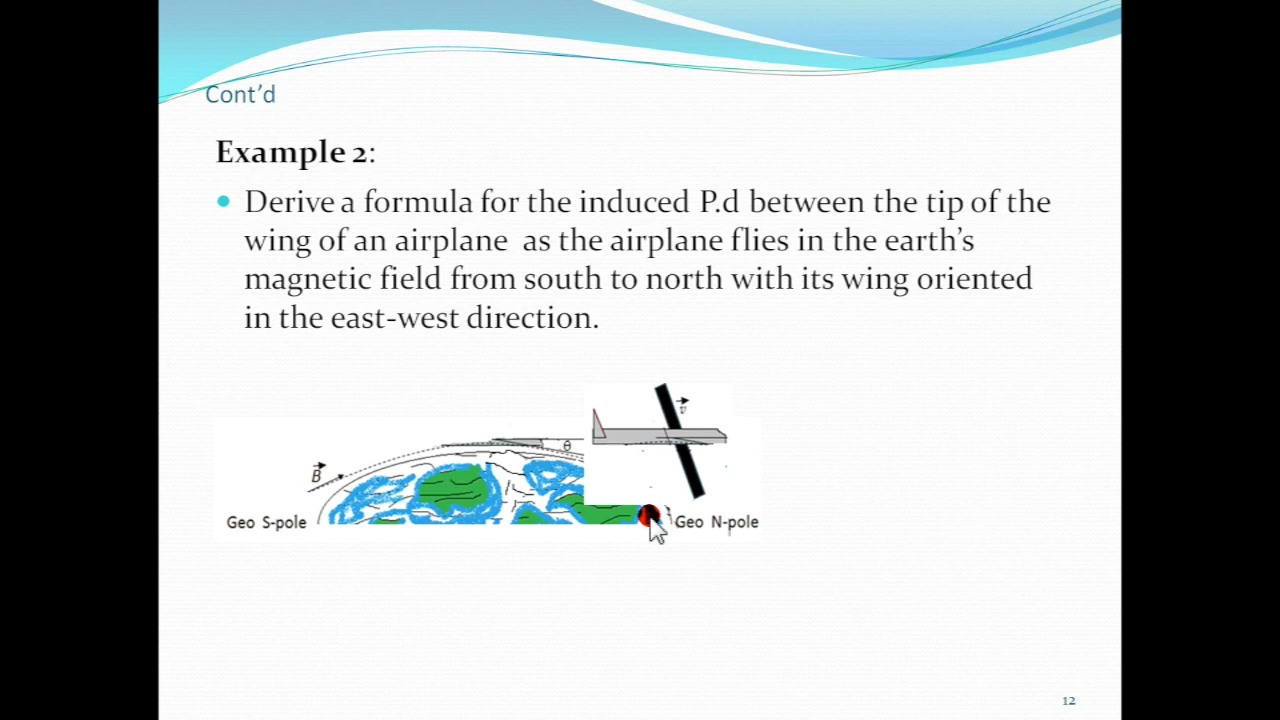 Cont'd
Example 2:
Derive a formula for the induced P.d between the tip of the
wing of an airplane as the airplane flies in the earth's
magnetic field from south to north with its wing oriented
in the east-west direction.
v
θ
B
Geo S-pole
Geo N-pole
12